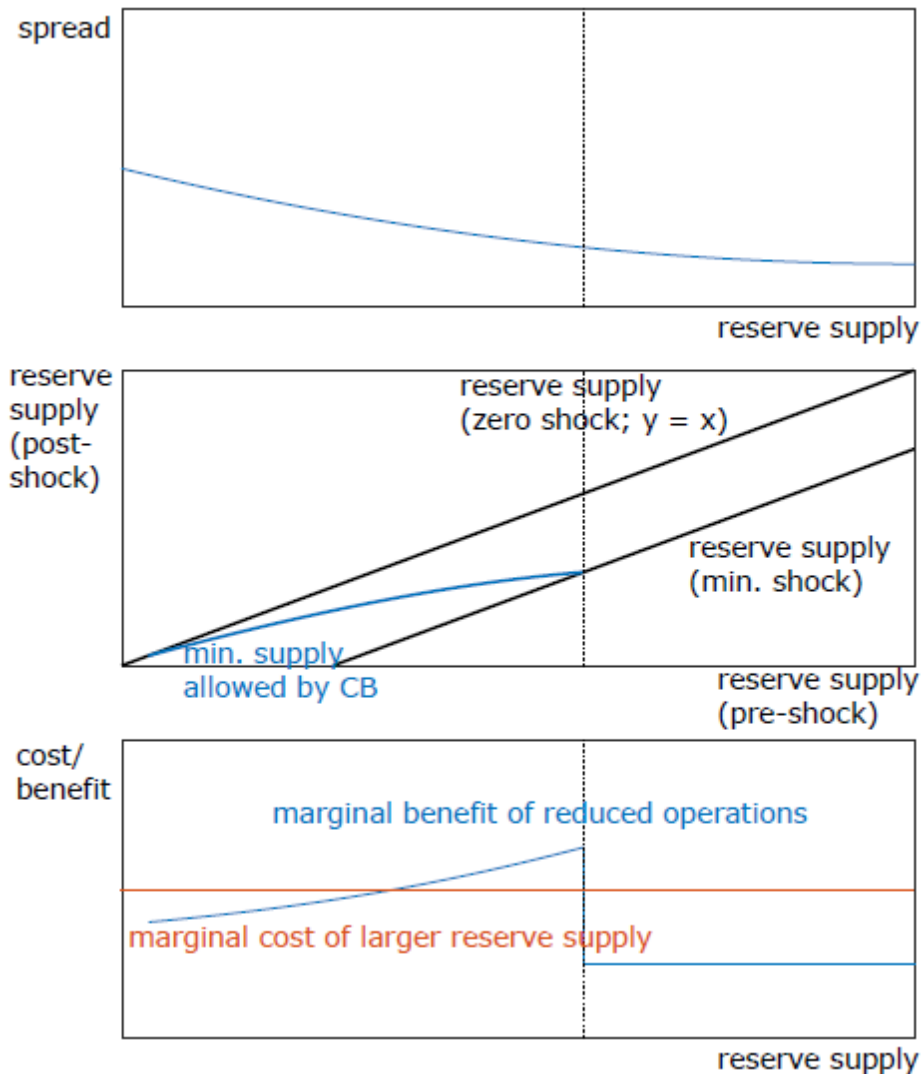 spread
reserve supply
reserve
supply
(post-
shock)
reserve supply
(zero shock; y = x)
reserve supply
(min. shock)
min. supply
allowed by CB
reserve supply
(pre-shock)
cost/
benefit
marginal benefit of reduced operations
marginal cost of larger reserve supply
reserve supply